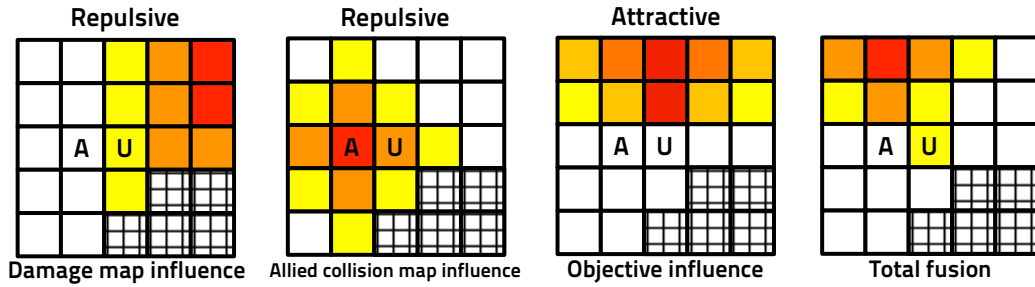 Repulsive
Repulsive
Attractive
A U
A U
A U
A U
Damage map influence
Allied collision map influence
Objective influence
Total fusion